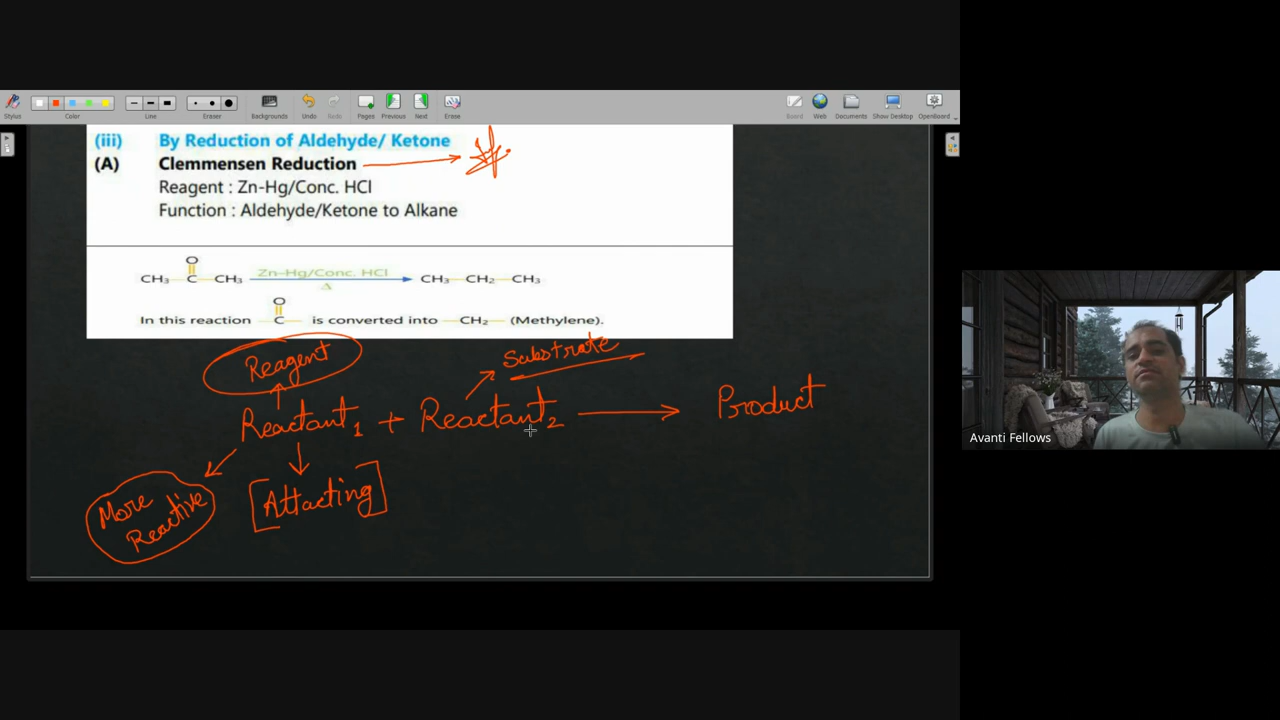 Stylus
Color
Line
Eraser
Backgrounds
Undo
Redo
Pages
Previous
Next
Erase
Board
Web
Documents
Show Desktop
OpenBoard
(iii) By Reduction of Aldehyde/ Ketone
(A) Clemmensen Reduction
Reagent : Zn-Hg/Conc. HCl
Function : Aldehyde/Ketone to Alkane
O
CH₃ C CH₃ Zn-Hg/Conc. HCl CH₃ CH₂ CH₃
Δ
O
In this reaction C is converted into —CH₂— (Methylene).
Reagent
Substrate
Reactant₁ + Reactant₂ → Product
More
Reactive
[Attacting]
Avanti Fellows